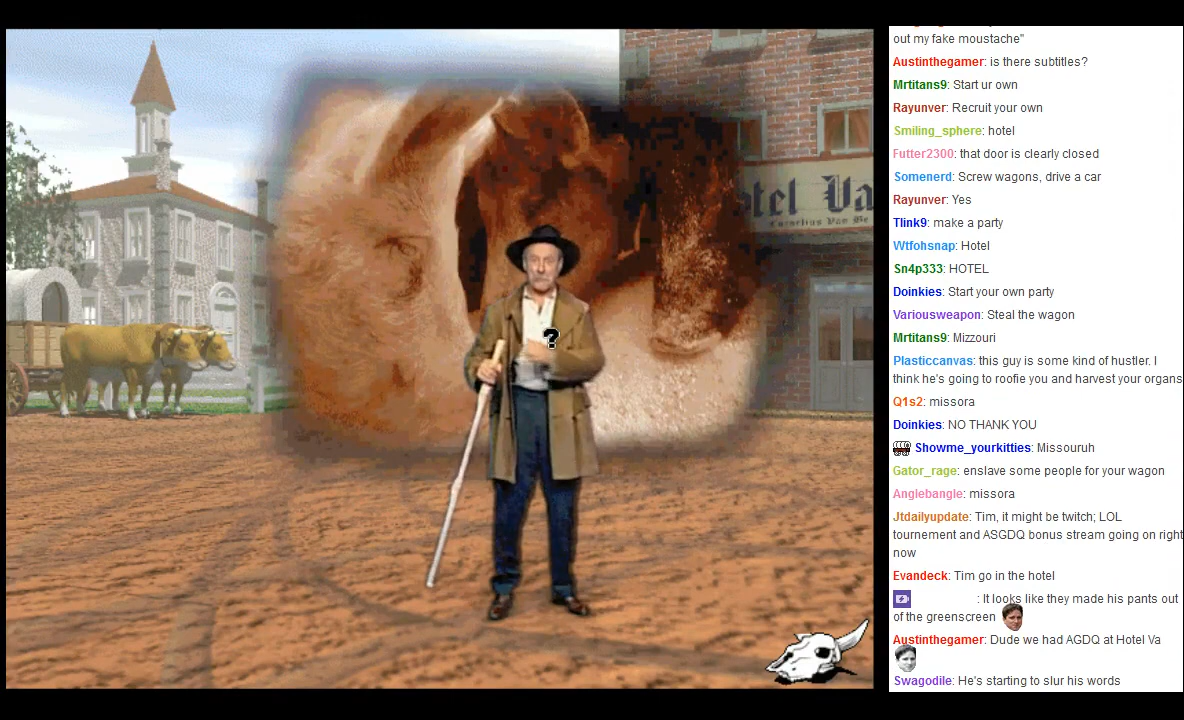 otel Va
Cornelius Van Be
?
out my fake moustache"
Austinthegamer: is there subtitles?
Mrtitans9: Start ur own
Rayunver: Recruit your own
Smiling_sphere: hotel
Futter2300: that door is clearly closed
Somenerd: Screw wagons, drive a car
Rayunver: Yes
Tlink9: make a party
Wtfohsnap: Hotel
Sn4p333: HOTEL
Doinkies: Start your own party
Variousweapon: Steal the wagon
Mrtitans9: Mizzouri
Plasticcanvas: this guy is some kind of hustler. I
think he's going to roofie you and harvest your organs
Q1s2: missora
Doinkies: NO THANK YOU
Showme_yourkitties: Missouruh
Gator_rage: enslave some people for your wagon
Anglebangle: missora
Jtdailyupdate: Tim, it might be twitch; LOL
tournement and ASGDQ bonus stream going on right
now
Evandeck: Tim go in the hotel
: It looks like they made his pants out
of the greenscreen
Austinthegamer: Dude we had AGDQ at Hotel Va
Swagodile: He's starting to slur his words